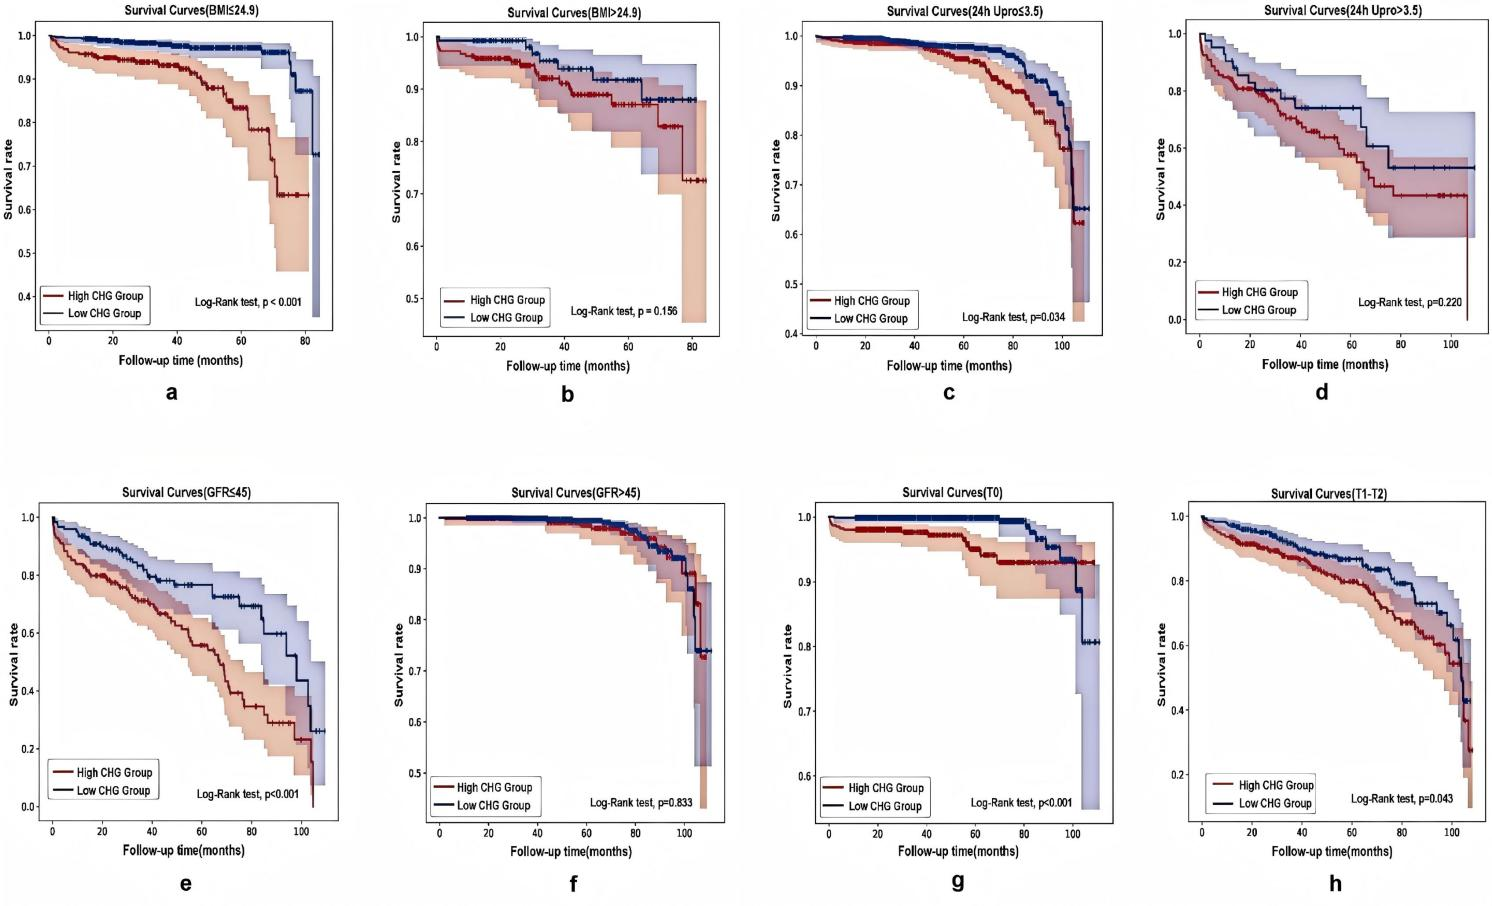 Survival Curves(BMI≤24.9)
Survival rate
1.0
0.9
0.8
0.7
0.6
0.5
0.4
High CHG Group
Low CHG Group
Log-Rank test, p < 0.001
0 20 40 60 80
Follow-up time (months)
a
Survival Curves(BMI>24.9)
Survival rate
1.0
0.9
0.8
0.7
0.6
0.5
High CHG Group
Low CHG Group
Log-Rank test, p = 0.156
0 20 40 60 80
Follow-up time (months)
b
Survival Curves(24h Upro≤3.5)
Survival rate
1.0
0.9
0.8
0.7
0.6
0.5
0.4
High CHG Group
Low CHG Group
Log-Rank test, p=0.034
0 20 40 60 80 100
Follow-up time (months)
c
Survival Curves(24h Upro>3.5)
Survival rate
1.0
0.8
0.6
0.4
0.2
0.0
High CHG Group
Low CHG Group
Log-Rank test, p=0.220
0 20 40 60 80 100
Follow-up time (months)
d
Survival Curves(GFR≤45)
Survival rate
1.0
0.8
0.6
0.4
0.2
0.0
High CHG Group
Low CHG Group
Log-Rank test, p<0.001
0 20 40 60 80 100
Follow-up time(months)
e
Survival Curves(GFR>45)
Survival rate
1.0
0.9
0.8
0.7
0.6
0.5
High CHG Group
Low CHG Group
Log-Rank test, p=0.833
0 20 40 60 80 100
Follow-up time(months)
f
Survival Curves(T0)
Survival rate
1.0
0.9
0.8
0.7
0.6
High CHG Group
Low CHG Group
Log-Rank test, p<0.001
0 20 40 60 80 100
Follow-up time(months)
g
Survival Curves(T1-T2)
Survival rate
1.0
0.8
0.6
0.4
0.2
High CHG Group
Low CHG Group
Log-Rank test, p=0.043
0 20 40 60 80 100
Follow-up time(months)
h